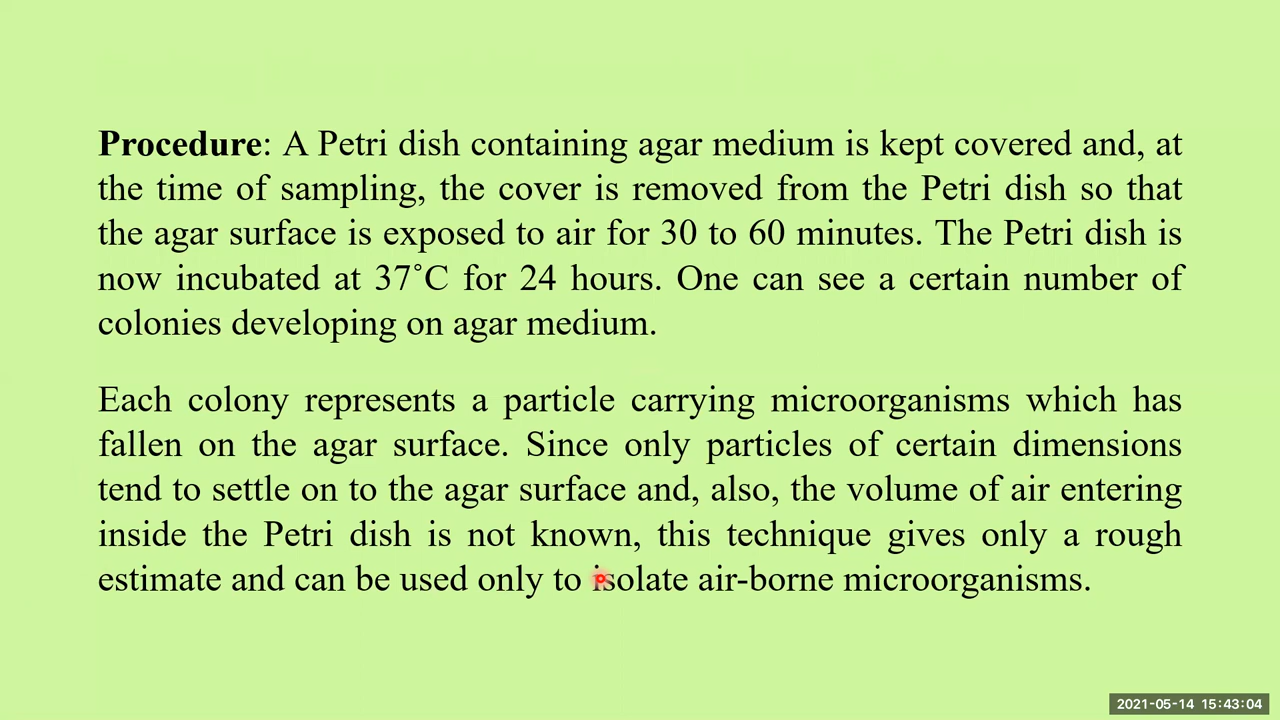 Procedure: A Petri dish containing agar medium is kept covered and, at
the time of sampling, the cover is removed from the Petri dish so that
the agar surface is exposed to air for 30 to 60 minutes. The Petri dish is
now incubated at 37˚C for 24 hours. One can see a certain number of
colonies developing on agar medium.
Each colony represents a particle carrying microorganisms which has
fallen on the agar surface. Since only particles of certain dimensions
tend to settle on to the agar surface and, also, the volume of air entering
inside the Petri dish is not known, this technique gives only a rough
estimate and can be used only to isolate air-borne microorganisms.
2021-05-14 15:43:04